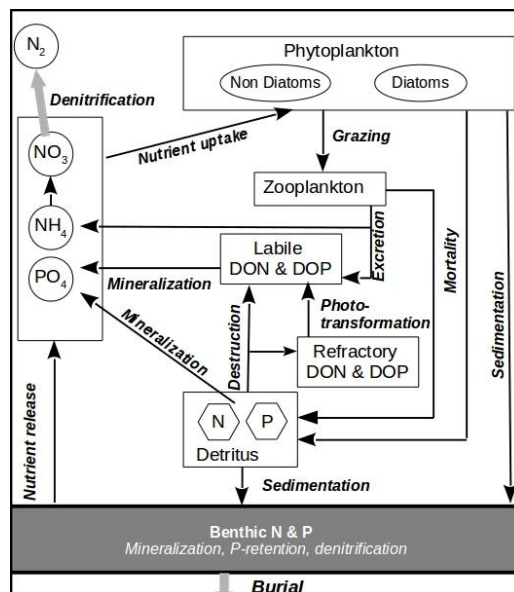 N2
Phytoplankton
Non Diatoms
Diatoms
Denitrification
NO3
Nutrient uptake
Grazing
Zooplankton
NH4
Excretion
Labile
DON & DOP
PO4
Mineralization
Mortality
Sedimentation
Photo-
transformation
Mineralization
Destruction
Refractory
DON & DOP
N
P
Detritus
Nutrient release
Sedimentation
Benthic N & P
Mineralization, P-retention, denitrification
Burial